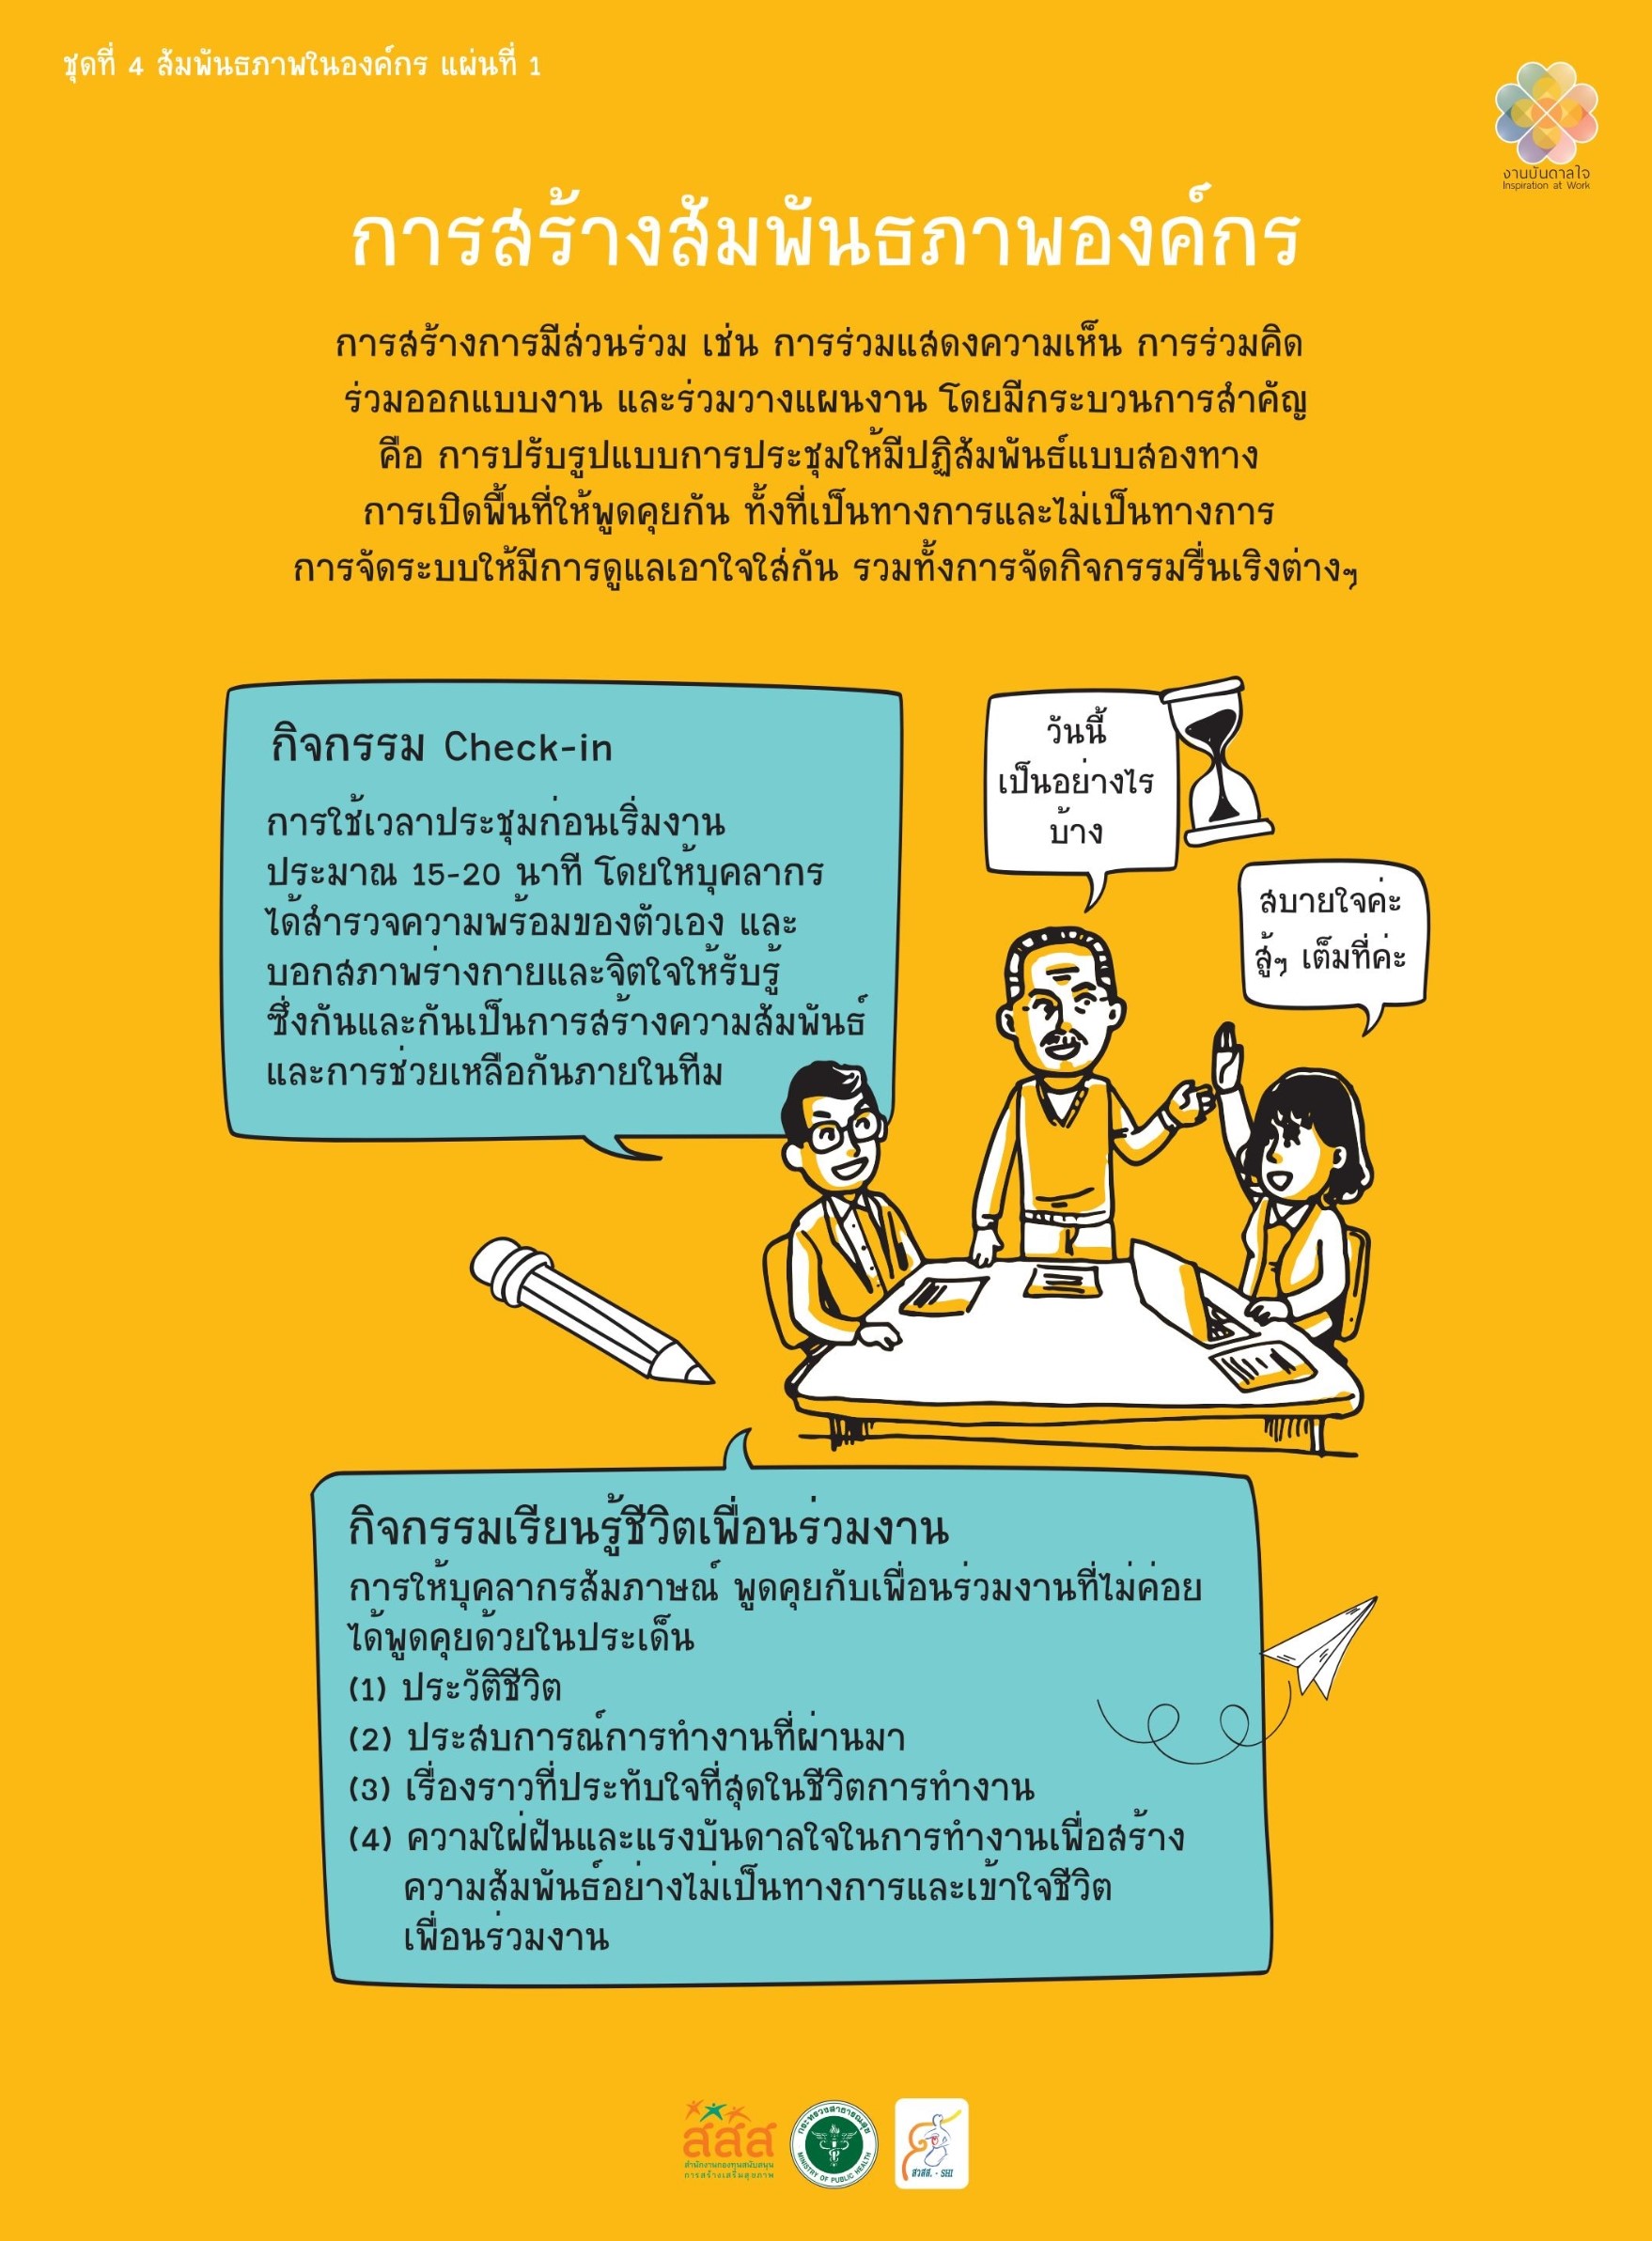 ชุดที่ 4 สัมพันธภาพในองค์กร แผ่นที่ 1
งานบันดาลใจ
Inspiration at Work
การสร้างสัมพันธภาพองค์กร
การสร้างการมีส่วนร่วม เช่น การร่วมแสดงความเห็น การร่วมคิด
ร่วมออกแบบงาน และร่วมวางแผนงาน โดยมีกระบวนการสำคัญ
คือ การปรับรูปแบบการประชุมให้มีปฏิสัมพันธ์แบบสองทาง
การเปิดพื้นที่ให้พูดคุยกัน ทั้งที่เป็นทางการและไม่เป็นทางการ
การจัดระบบให้มีการดูแลเอาใจใส่กัน รวมทั้งการจัดกิจกรรมรื่นเริงต่างๆ
กิจกรรม Check-in
การใช้เวลาประชุมก่อนเริ่มงาน
ประมาณ 15-20 นาที โดยให้บุคลากร
ได้สำรวจความพร้อมของตัวเอง และ
บอกสภาพร่างกายและจิตใจให้รับรู้
ซึ่งกันและกันเป็นการสร้างความสัมพันธ์
และการช่วยเหลือกันภายในทีม
วันนี้
เป็นอย่างไร
บ้าง
สบายใจค่ะ
สู้ๆ เต็มที่ค่ะ
กิจกรรมเรียนรู้ชีวิตเพื่อนร่วมงาน
การให้บุคลากรสัมภาษณ์ พูดคุยกับเพื่อนร่วมงานที่ไม่ค่อย
ได้พูดคุยด้วยในประเด็น
(1) ประวัติชีวิต
(2) ประสบการณ์การทำงานที่ผ่านมา
(3) เรื่องราวที่ประทับใจที่สุดในชีวิตการทำงาน
(4) ความใฝ่ฝันและแรงบันดาลใจในการทำงานเพื่อสร้าง
ความสัมพันธ์อย่างไม่เป็นทางการและเข้าใจชีวิต
เพื่อนร่วมงาน
สสส
สำนักงานกองทุนสนับสนุน
การสร้างเสริมสุขภาพ
กระทรวงสาธารณสุข
MINISTRY OF PUBLIC HEALTH
สวสส. - SHI